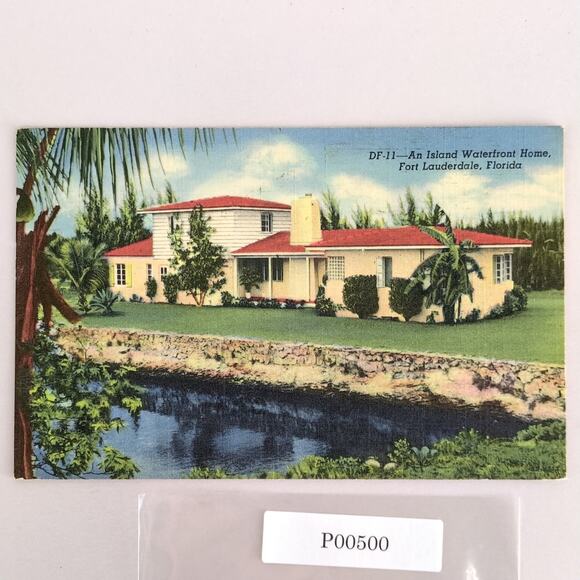 DF-11—An Island Waterfront Home,
Fort Lauderdale, Florida
P00500